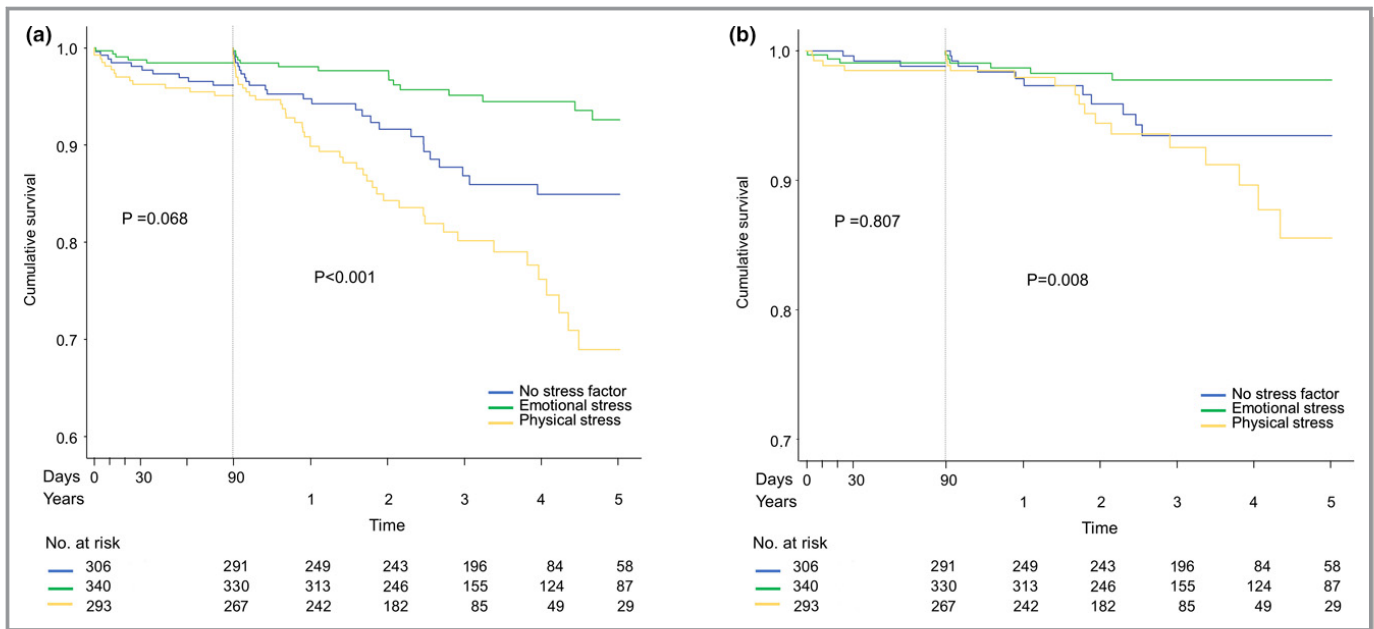 (a)
1.0
0.9
0.8
0.7
0.6
Cumulative survival
P =0.068
P<0.001
No stress factor
Emotional stress
Physical stress
Days 0 30 90
Years 1 2 3 4 5
Time
No. at risk
306 291 249 243 196 84 58
340 330 313 246 155 124 87
293 267 242 182 85 49 29
(b)
1.0
0.9
0.8
0.7
Cumulative survival
P =0.807
P=0.008
No stress factor
Emotional stress
Physical stress
Days 0 30 90
Years 1 2 3 4 5
Time
No. at risk
306 291 249 243 196 84 58
340 330 313 246 155 124 87
293 267 242 182 85 49 29